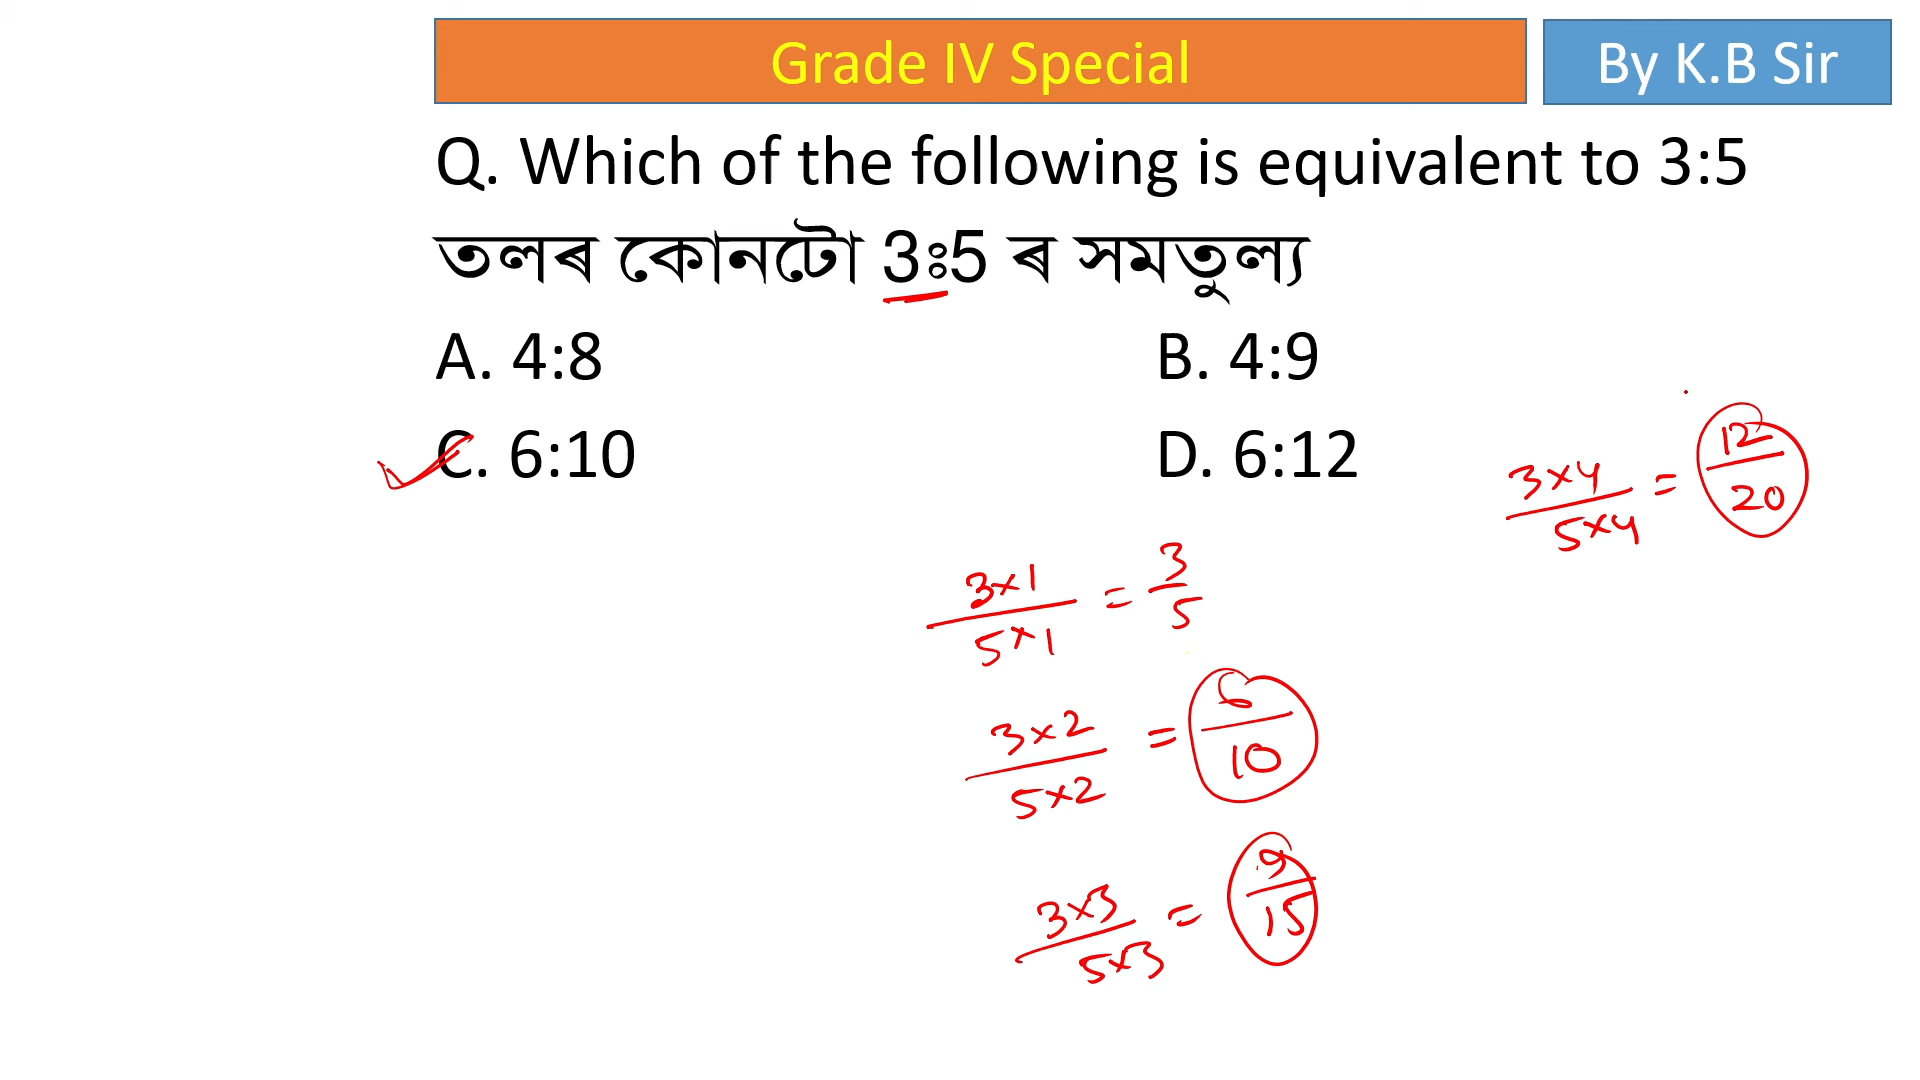 Grade IV Special
By K.B Sir
Q. Which of the following is equivalent to 3:5
তলৰ কোনটো 3ঃ5 ৰ সমতুল্য
A. 4:8
B. 4:9
C. 6:10
D. 6:12
3×4/5×4 = 12/20
3×1/5×1 = 3/5
3×2/5×2 = 6/10
3×3/5×3 = 9/15